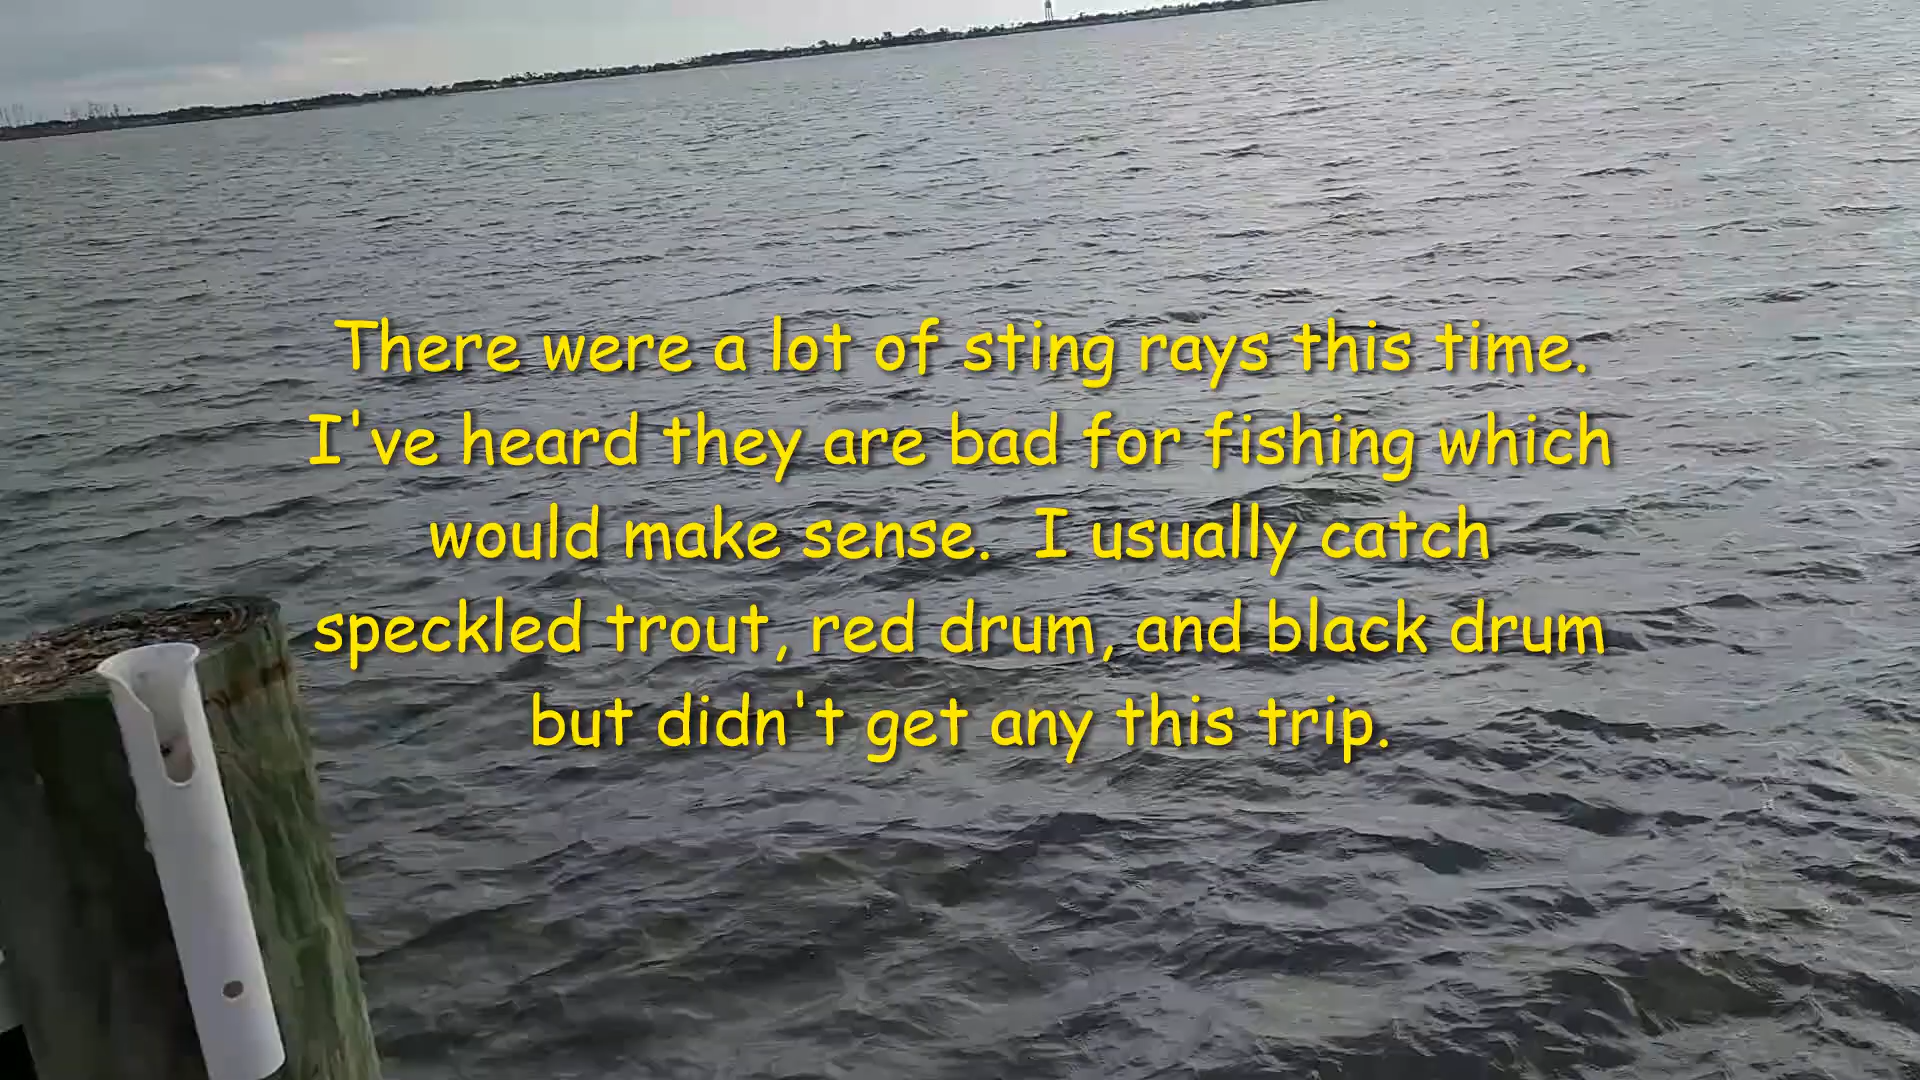 There were a lot of sting rays this time.
I've heard they are bad for fishing which
would make sense.  I usually catch
speckled trout, red drum, and black drum
but didn't get any this trip.